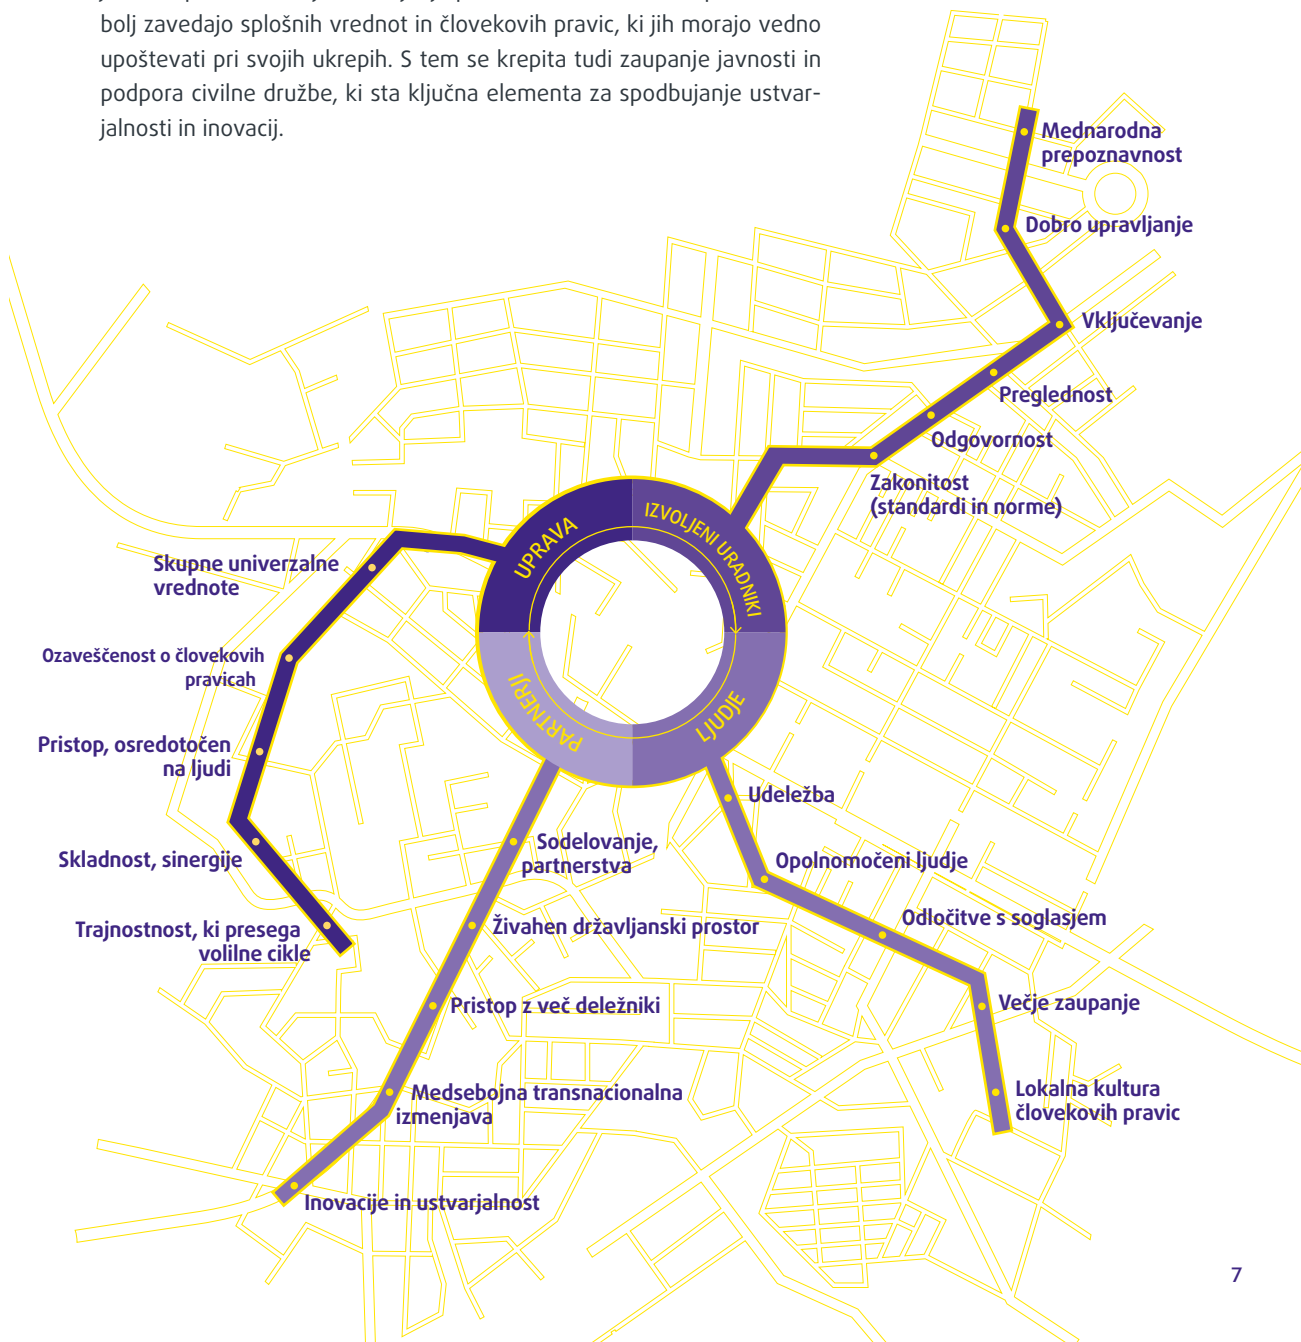 bolj zavedajo splošnih vrednot in človekovih pravic, ki jih morajo vedno
upoštevati pri svojih ukrepih. S tem se krepita tudi zaupanje javnosti in
podpora civilne družbe, ki sta ključna elementa za spodbujanje ustvar-
jalnosti in inovacij.
Mednarodna
prepoznavnost
Dobro upravljanje
Vključevanje
Preglednost
Odgovornost
Zakonitost
(standardi in norme)
UPRAVA
IZVOLJENI URADNIKI
PARTNERJI
LJUDJE
Skupne univerzalne
vrednote
Ozaveščenost o človekovih
pravicah
Pristop, osredotočen
na ljudi
Skladnost, sinergije
Trajnostnost, ki presega
volilne cikle
Sodelovanje,
partnerstva
Živahen državljanski prostor
Pristop z več deležniki
Medsebojna transnacionalna
izmenjava
Inovacije in ustvarjalnost
Udeležba
Opolnomočeni ljudje
Odločitve s soglasjem
Večje zaupanje
Lokalna kultura
človekovih pravic
7